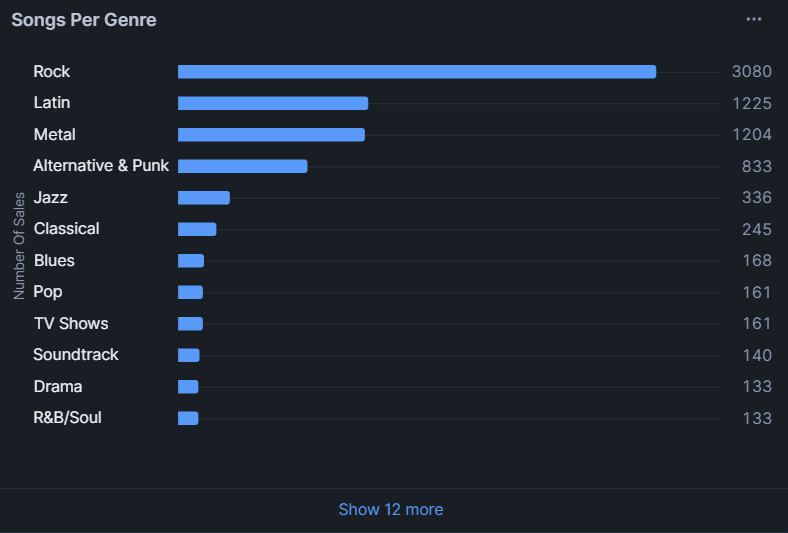 Songs Per Genre
Number Of Sales
Rock 3080
Latin 1225
Metal 1204
Alternative & Punk 833
Jazz 336
Classical 245
Blues 168
Pop 161
TV Shows 161
Soundtrack 140
Drama 133
R&B/Soul 133
Show 12 more